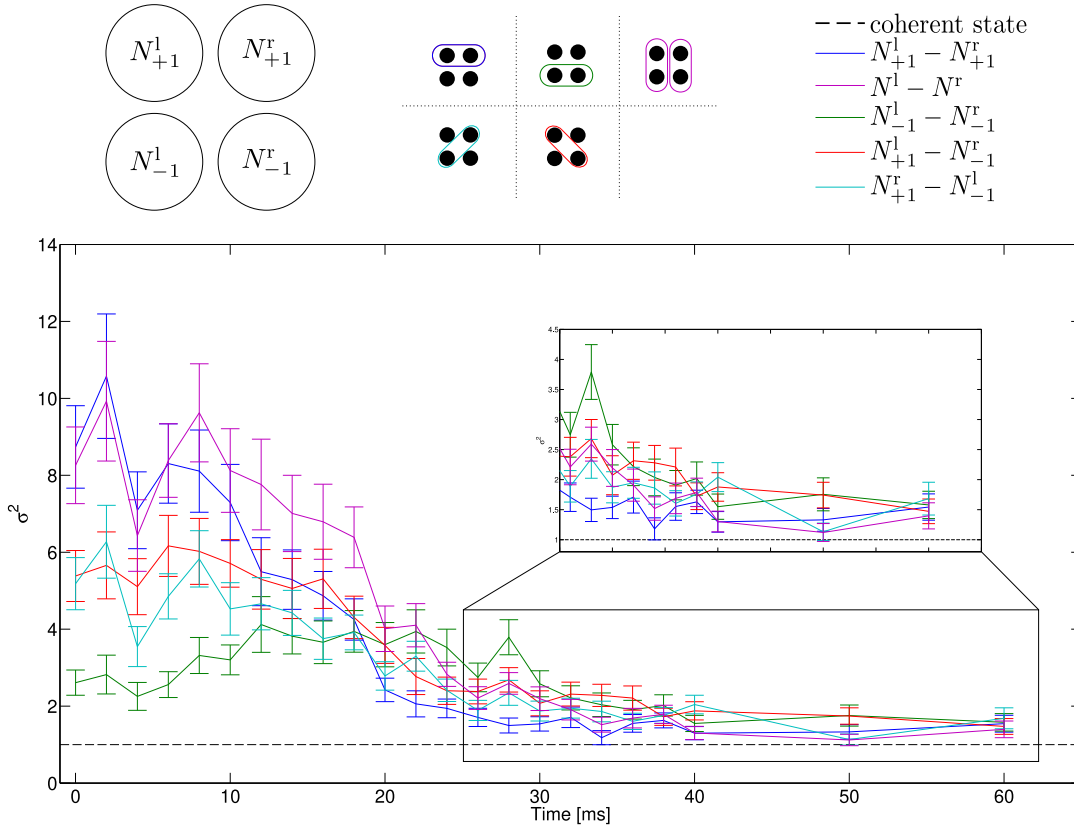 N^l_{+1} N^r_{+1}
N^l_{-1} N^r_{-1}
coherent state
N^l_{+1} − N^r_{+1}
N^l − N^r
N^l_{-1} − N^r_{-1}
N^l_{+1} − N^r_{-1}
N^r_{+1} − N^l_{-1}
14
12
10
8
6
4
2
0
σ^2
4.5
4
3.5
3
2.5
2
1.5
1
σ^2
0 10 20 30 40 50 60
Time [ms]